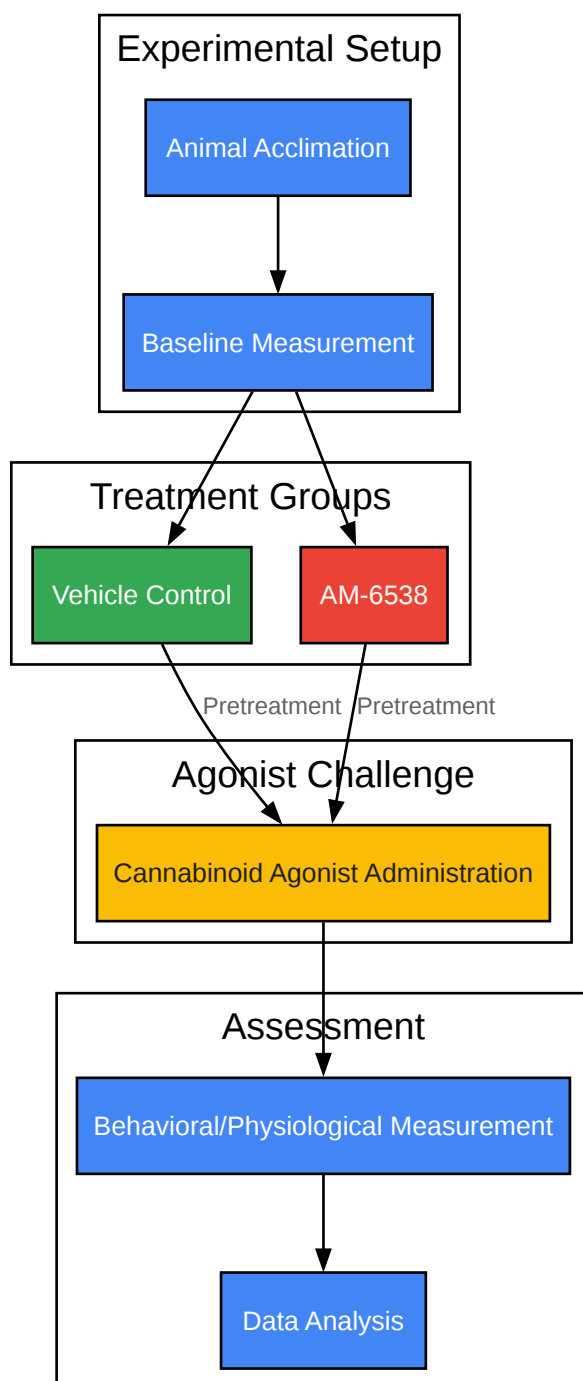 Experimental Setup
Animal Acclimation
Baseline Measurement
Treatment Groups
Vehicle Control
AM-6538
Pretreatment
Pretreatment
Agonist Challenge
Cannabinoid Agonist Administration
Assessment
Behavioral/Physiological Measurement
Data Analysis